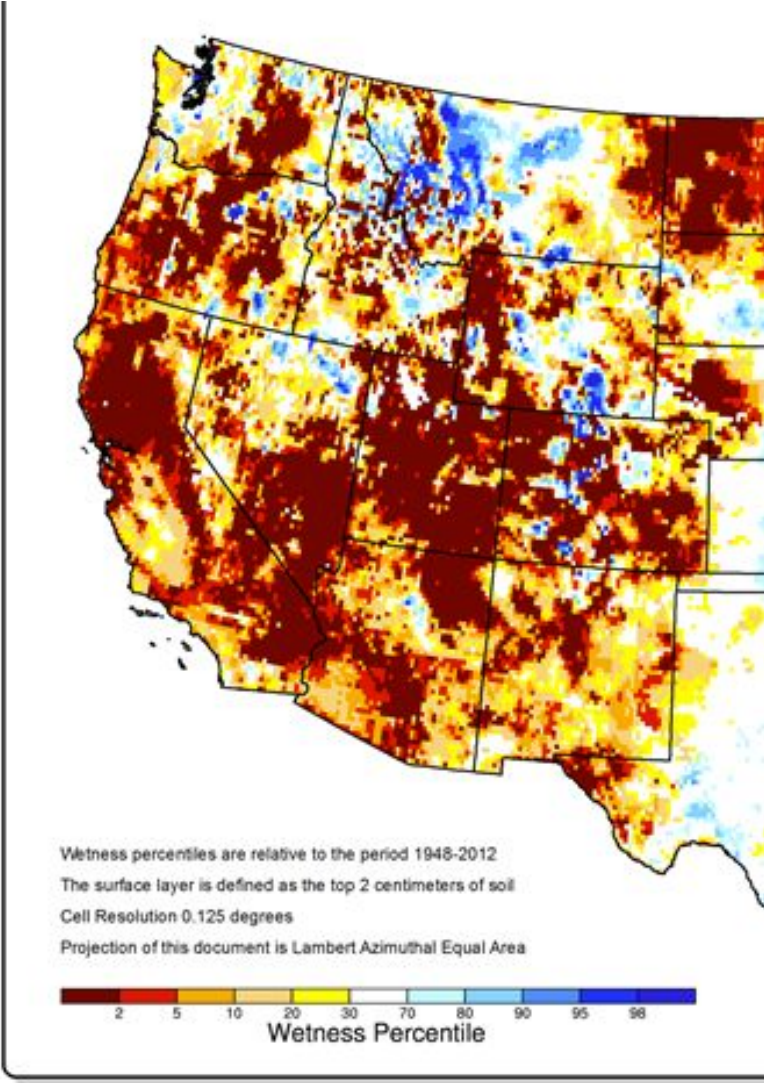 Wetness percentiles are relative to the period 1948-2012
The surface layer is defined as the top 2 centimeters of soil
Cell Resolution 0.125 degrees
Projection of this document is Lambert Azimuthal Equal Area
2 5 10 20 30 70 80 90 95 98
Wetness Percentile